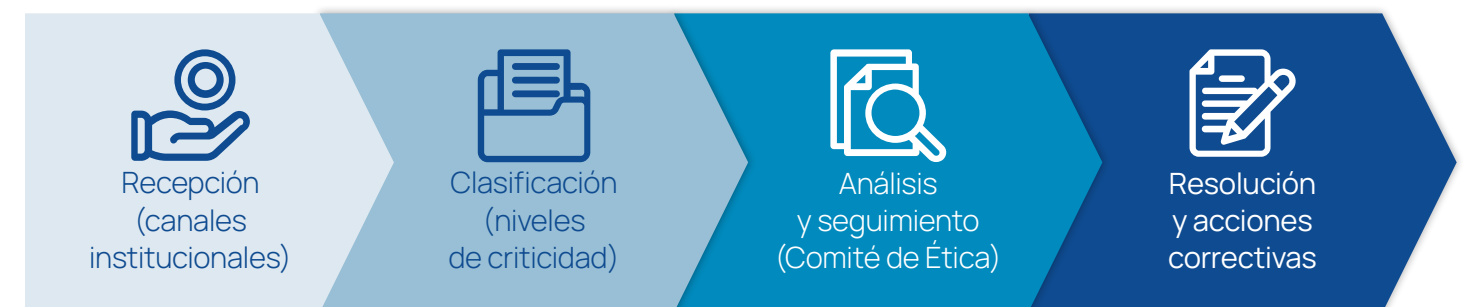 Recepción
(canales
institucionales)
Clasificación
(niveles
de criticidad)
Análisis
y seguimiento
(Comité de Ética)
Resolución
y acciones
correctivas